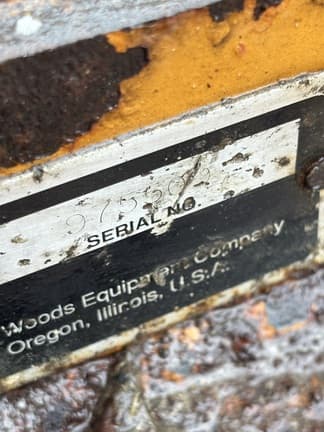 SERIAL NO.
Woods Equipment Company
Oregon, Illinois, U.S.A.